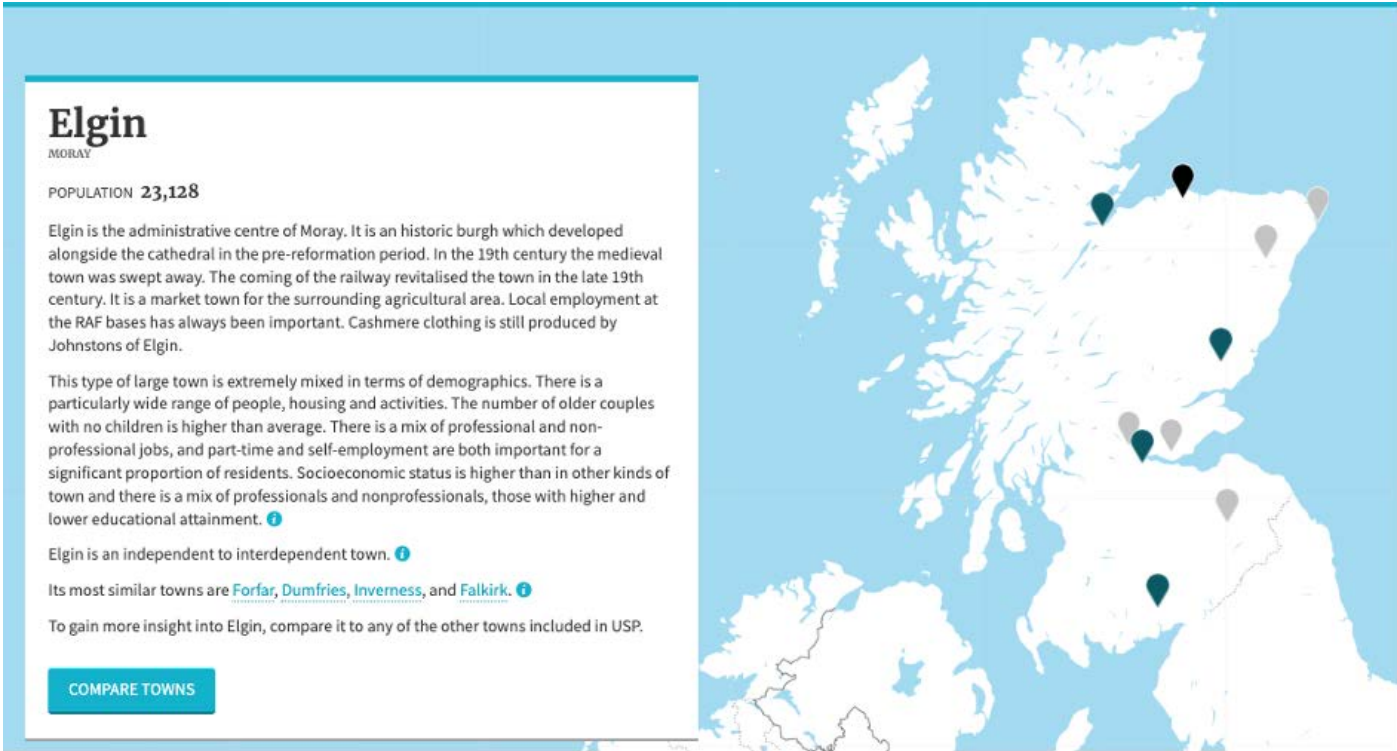 Elgin
MORAY
POPULATION 23,128
Elgin is the administrative centre of Moray. It is an historic burgh which developed
alongside the cathedral in the pre-reformation period. In the 19th century the medieval
town was swept away. The coming of the railway revitalised the town in the late 19th
century. It is a market town for the surrounding agricultural area. Local employment at
the RAF bases has always been important. Cashmere clothing is still produced by
Johnstons of Elgin.
This type of large town is extremely mixed in terms of demographics. There is a
particularly wide range of people, housing and activities. The number of older couples
with no children is higher than average. There is a mix of professional and non-
professional jobs, and part-time and self-employment are both important for a
significant proportion of residents. Socioeconomic status is higher than in other kinds of
town and there is a mix of professionals and nonprofessionals, those with higher and
lower educational attainment. i
Elgin is an independent to interdependent town. i
Its most similar towns are Forfar, Dumfries, Inverness, and Falkirk. i
To gain more insight into Elgin, compare it to any of the other towns included in USP.
COMPARE TOWNS